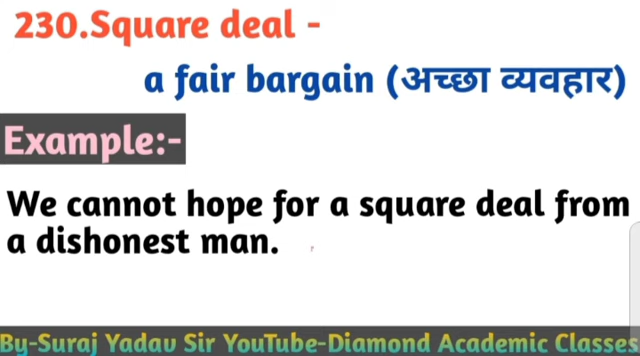 230.Square deal -
a fair bargain (अच्छा व्यवहार)
Example:-
We cannot hope for a square deal from
a dishonest man.
By-Suraj Yadav Sir YouTube-Diamond Academic Classes